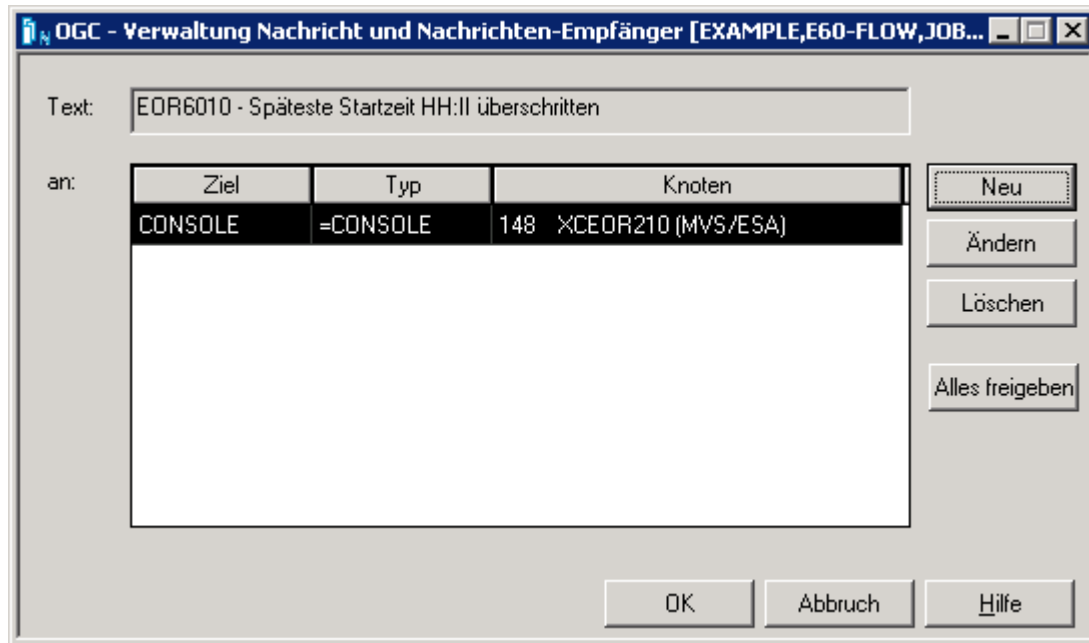 OGC - Verwaltung Nachricht und Nachrichten-Empfänger [EXAMPLE,E60-FLOW,JOB...
Text: EOR6010 - Späteste Startzeit HH:II überschritten
an: Ziel Typ Knoten
CONSOLE =CONSOLE 148 XCEOR210 (MVS/ESA)
Neu
Ändern
Löschen
Alles freigeben
OK Abbruch Hilfe